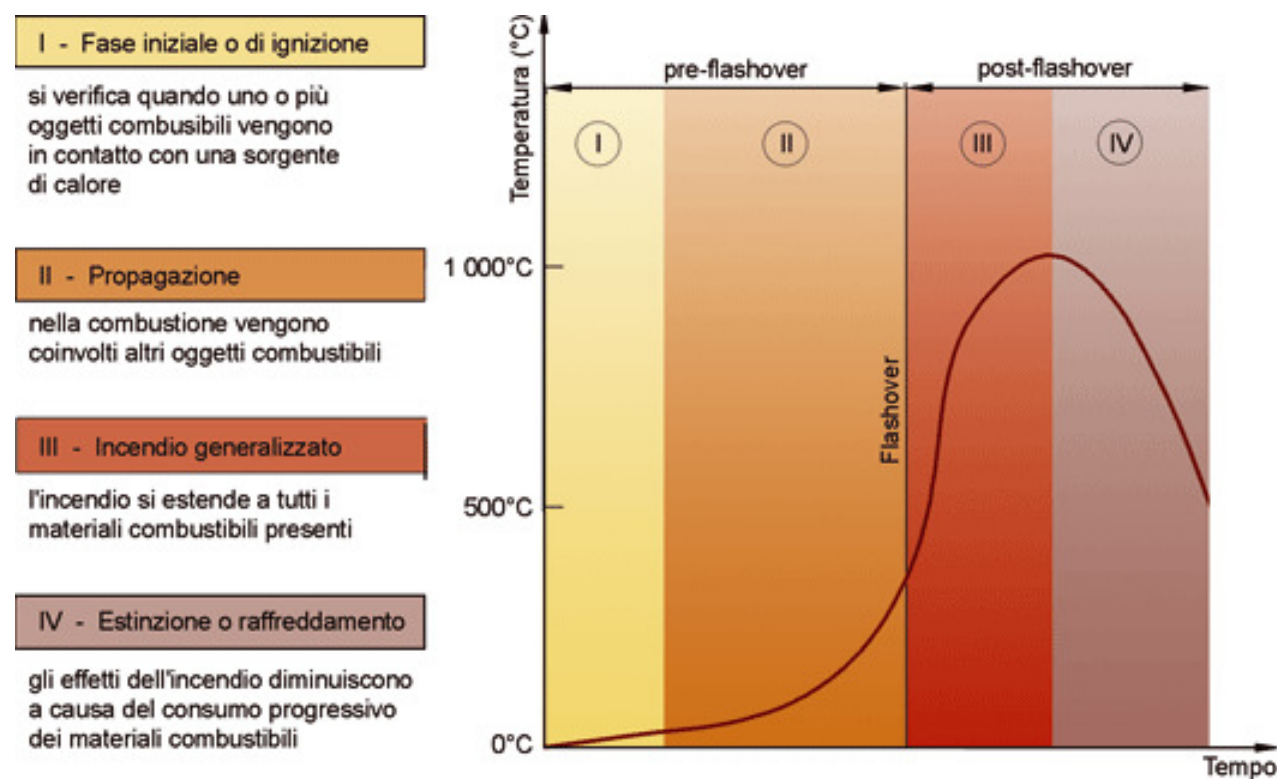 I - Fase iniziale o di ignizione
si verifica quando uno o più
oggetti combusibili vengono
in contatto con una sorgente
di calore
II - Propagazione
nella combustione vengono
coinvolti altri oggetti combustibili
III - Incendio generalizzato
l'incendio si estende a tutti i
materiali combustibili presenti
IV - Estinzione o raffreddamento
gli effetti dell'incendio diminuiscono
a causa del consumo progressivo
dei materiali combustibili
Temperatura (°C)
pre-flashover
post-flashover
I
II
III
IV
1 000°C
500°C
0°C
Flashover
Tempo